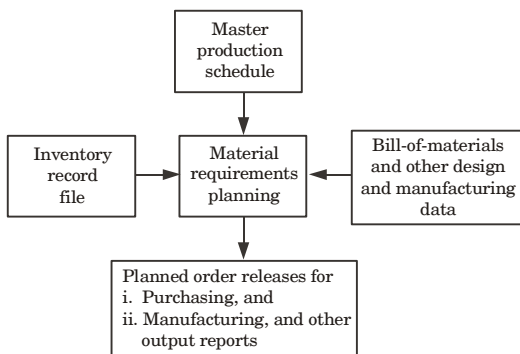 Master
production
schedule
Inventory
record
file
Material
requirements
planning
Bill-of-materials
and other design
and manufacturing
data
Planned order releases for
i. Purchasing, and
ii. Manufacturing, and other
output reports